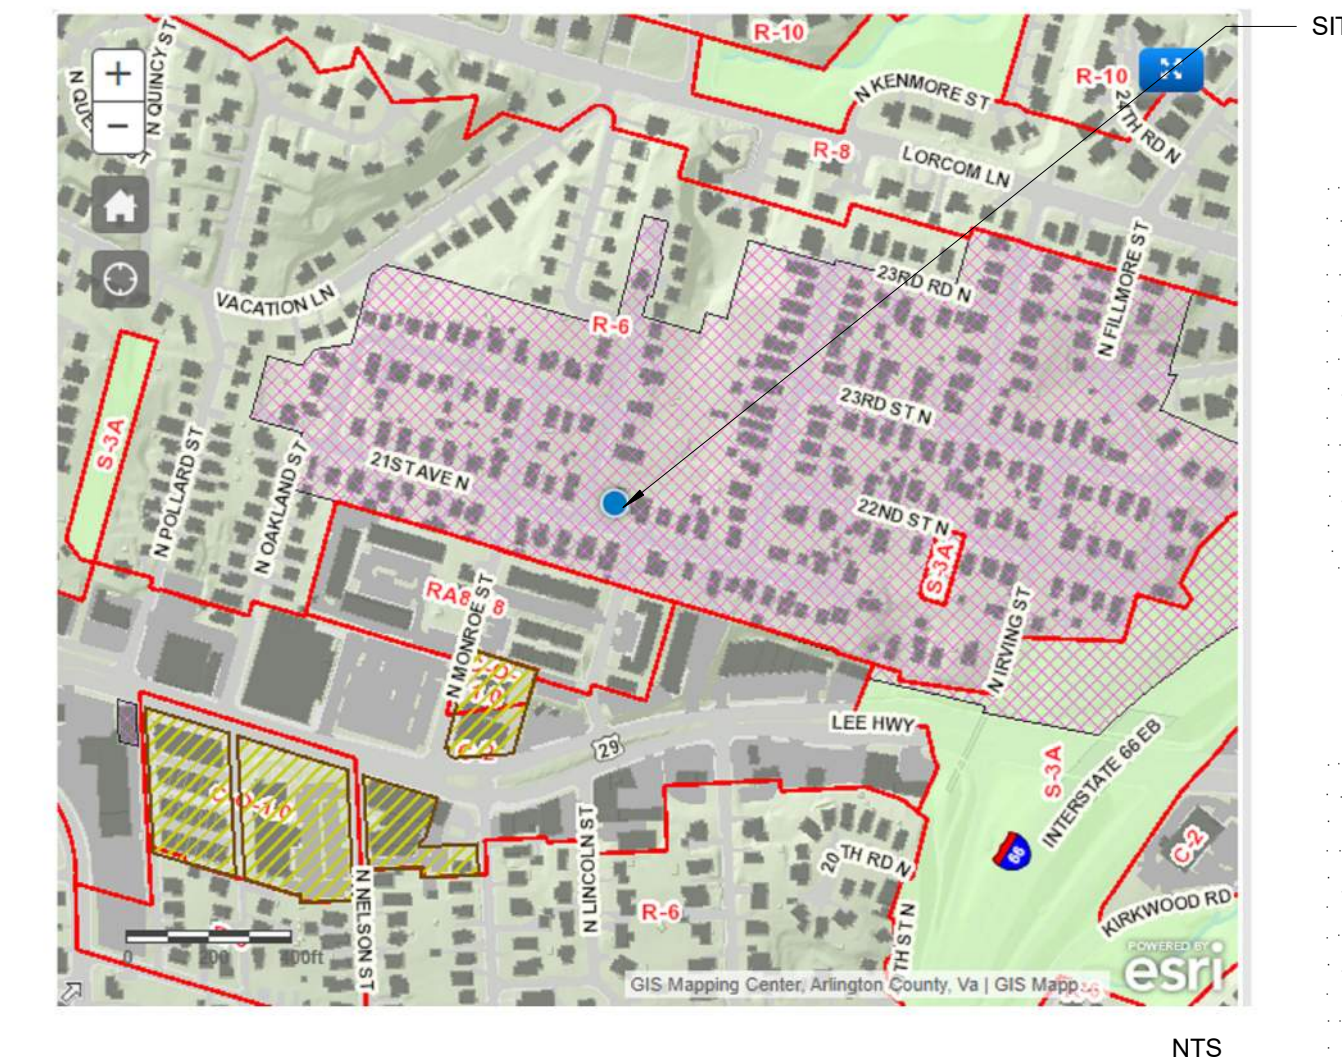 SIT
R-10
R-10
N QUINCY ST
N KENMORE ST
24TH RD N
R-8
LORCOM LN
N FILLMORE ST
23RD RD N
VACATION LN
R-6
23RD ST N
S-3A
N POLLARD ST
N OAKLAND ST
21ST AVE N
22ND ST N
S-3A
RA8
8
N MONROE ST
N IRVING ST
LEE HWY
29
S-3A
INTERSTATE 66 EB
66
C-2
C-O-1.0
N LINCOLN ST
20TH RD N
N NELSON ST
R-6
KIRKWOOD RD
0 200 400ft
POWERED BY
esri
GIS Mapping Center, Arlington County, Va | GIS Mapp...
NTS